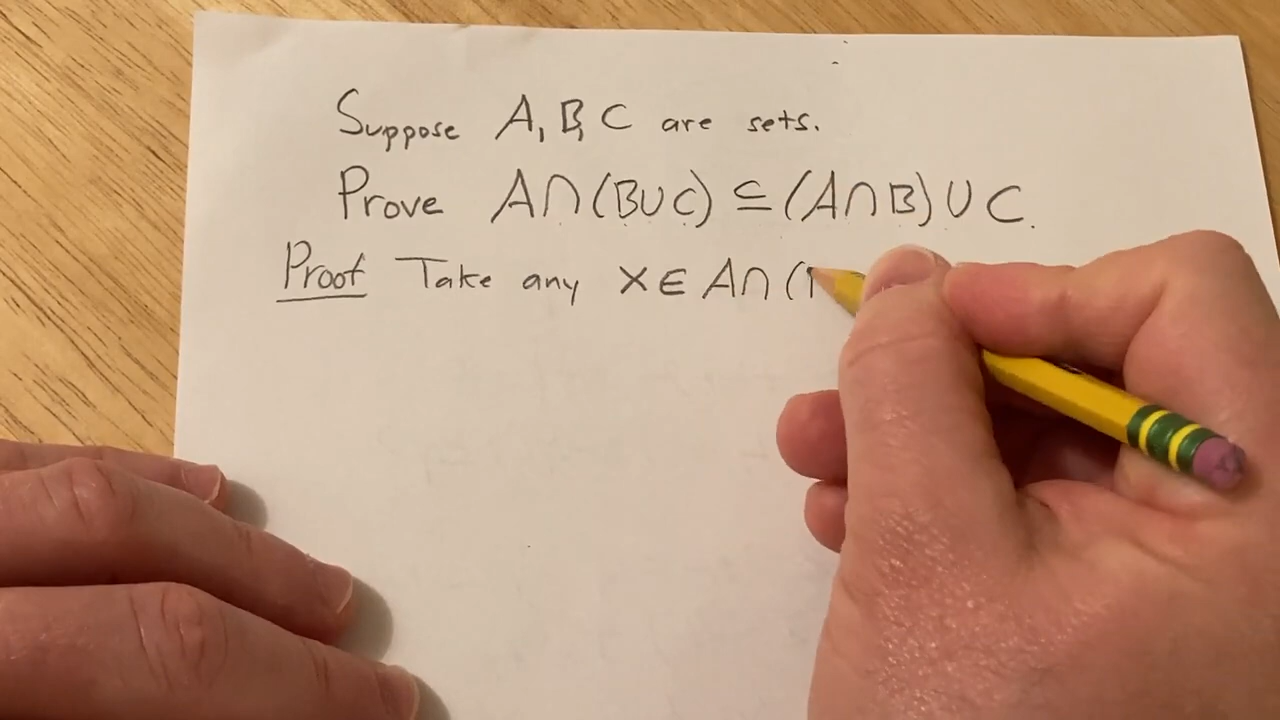 Suppose A, B, C are sets.
Prove A∩(B∪C) ⊆ (A∩B)∪C.
Proof Take any x∈A∩(